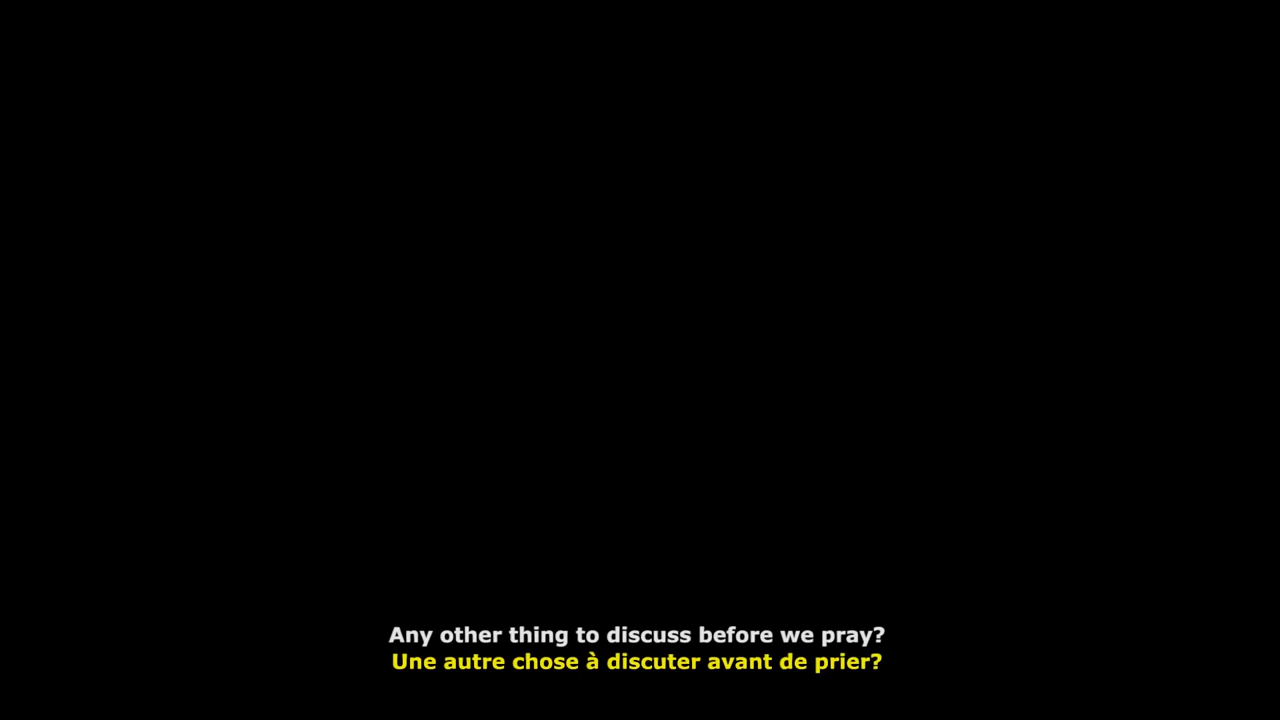 Any other thing to discuss before we pray?
Une autre chose à discuter avant de prier?